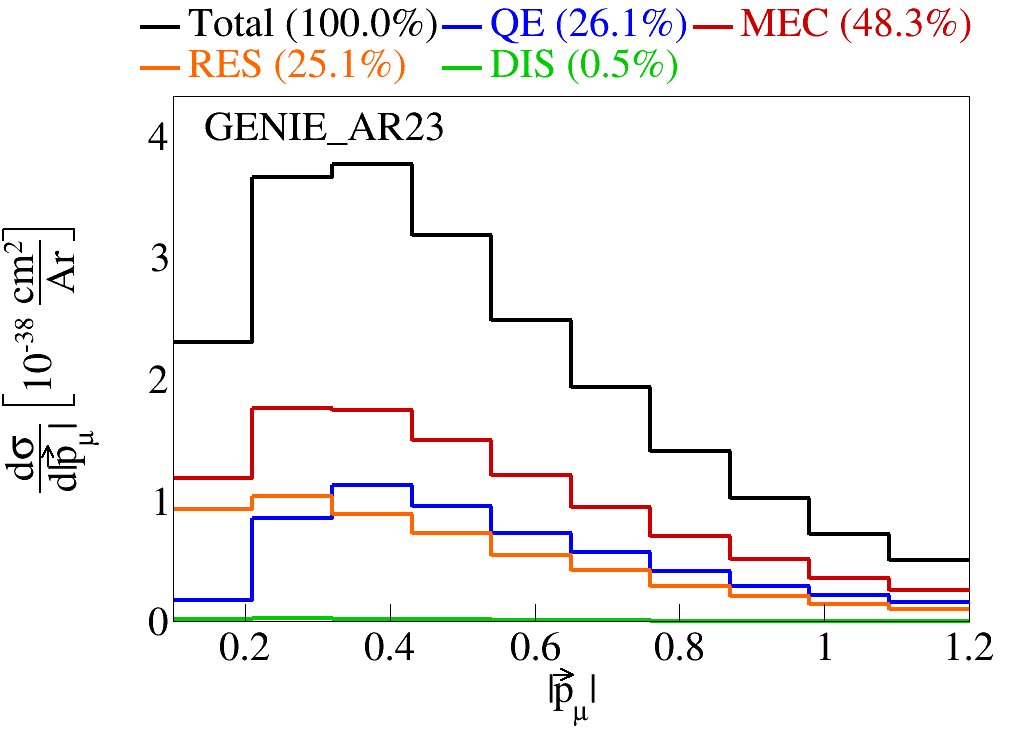 Total (100.0%) QE (26.1%) MEC (48.3%)
RES (25.1%) DIS (0.5%)
GENIE_AR23
4
3
2
1
0
dσ/d|p⃗μ| [10⁻³⁸ cm²/Ar]
0.2 0.4 0.6 0.8 1 1.2
|p⃗μ|